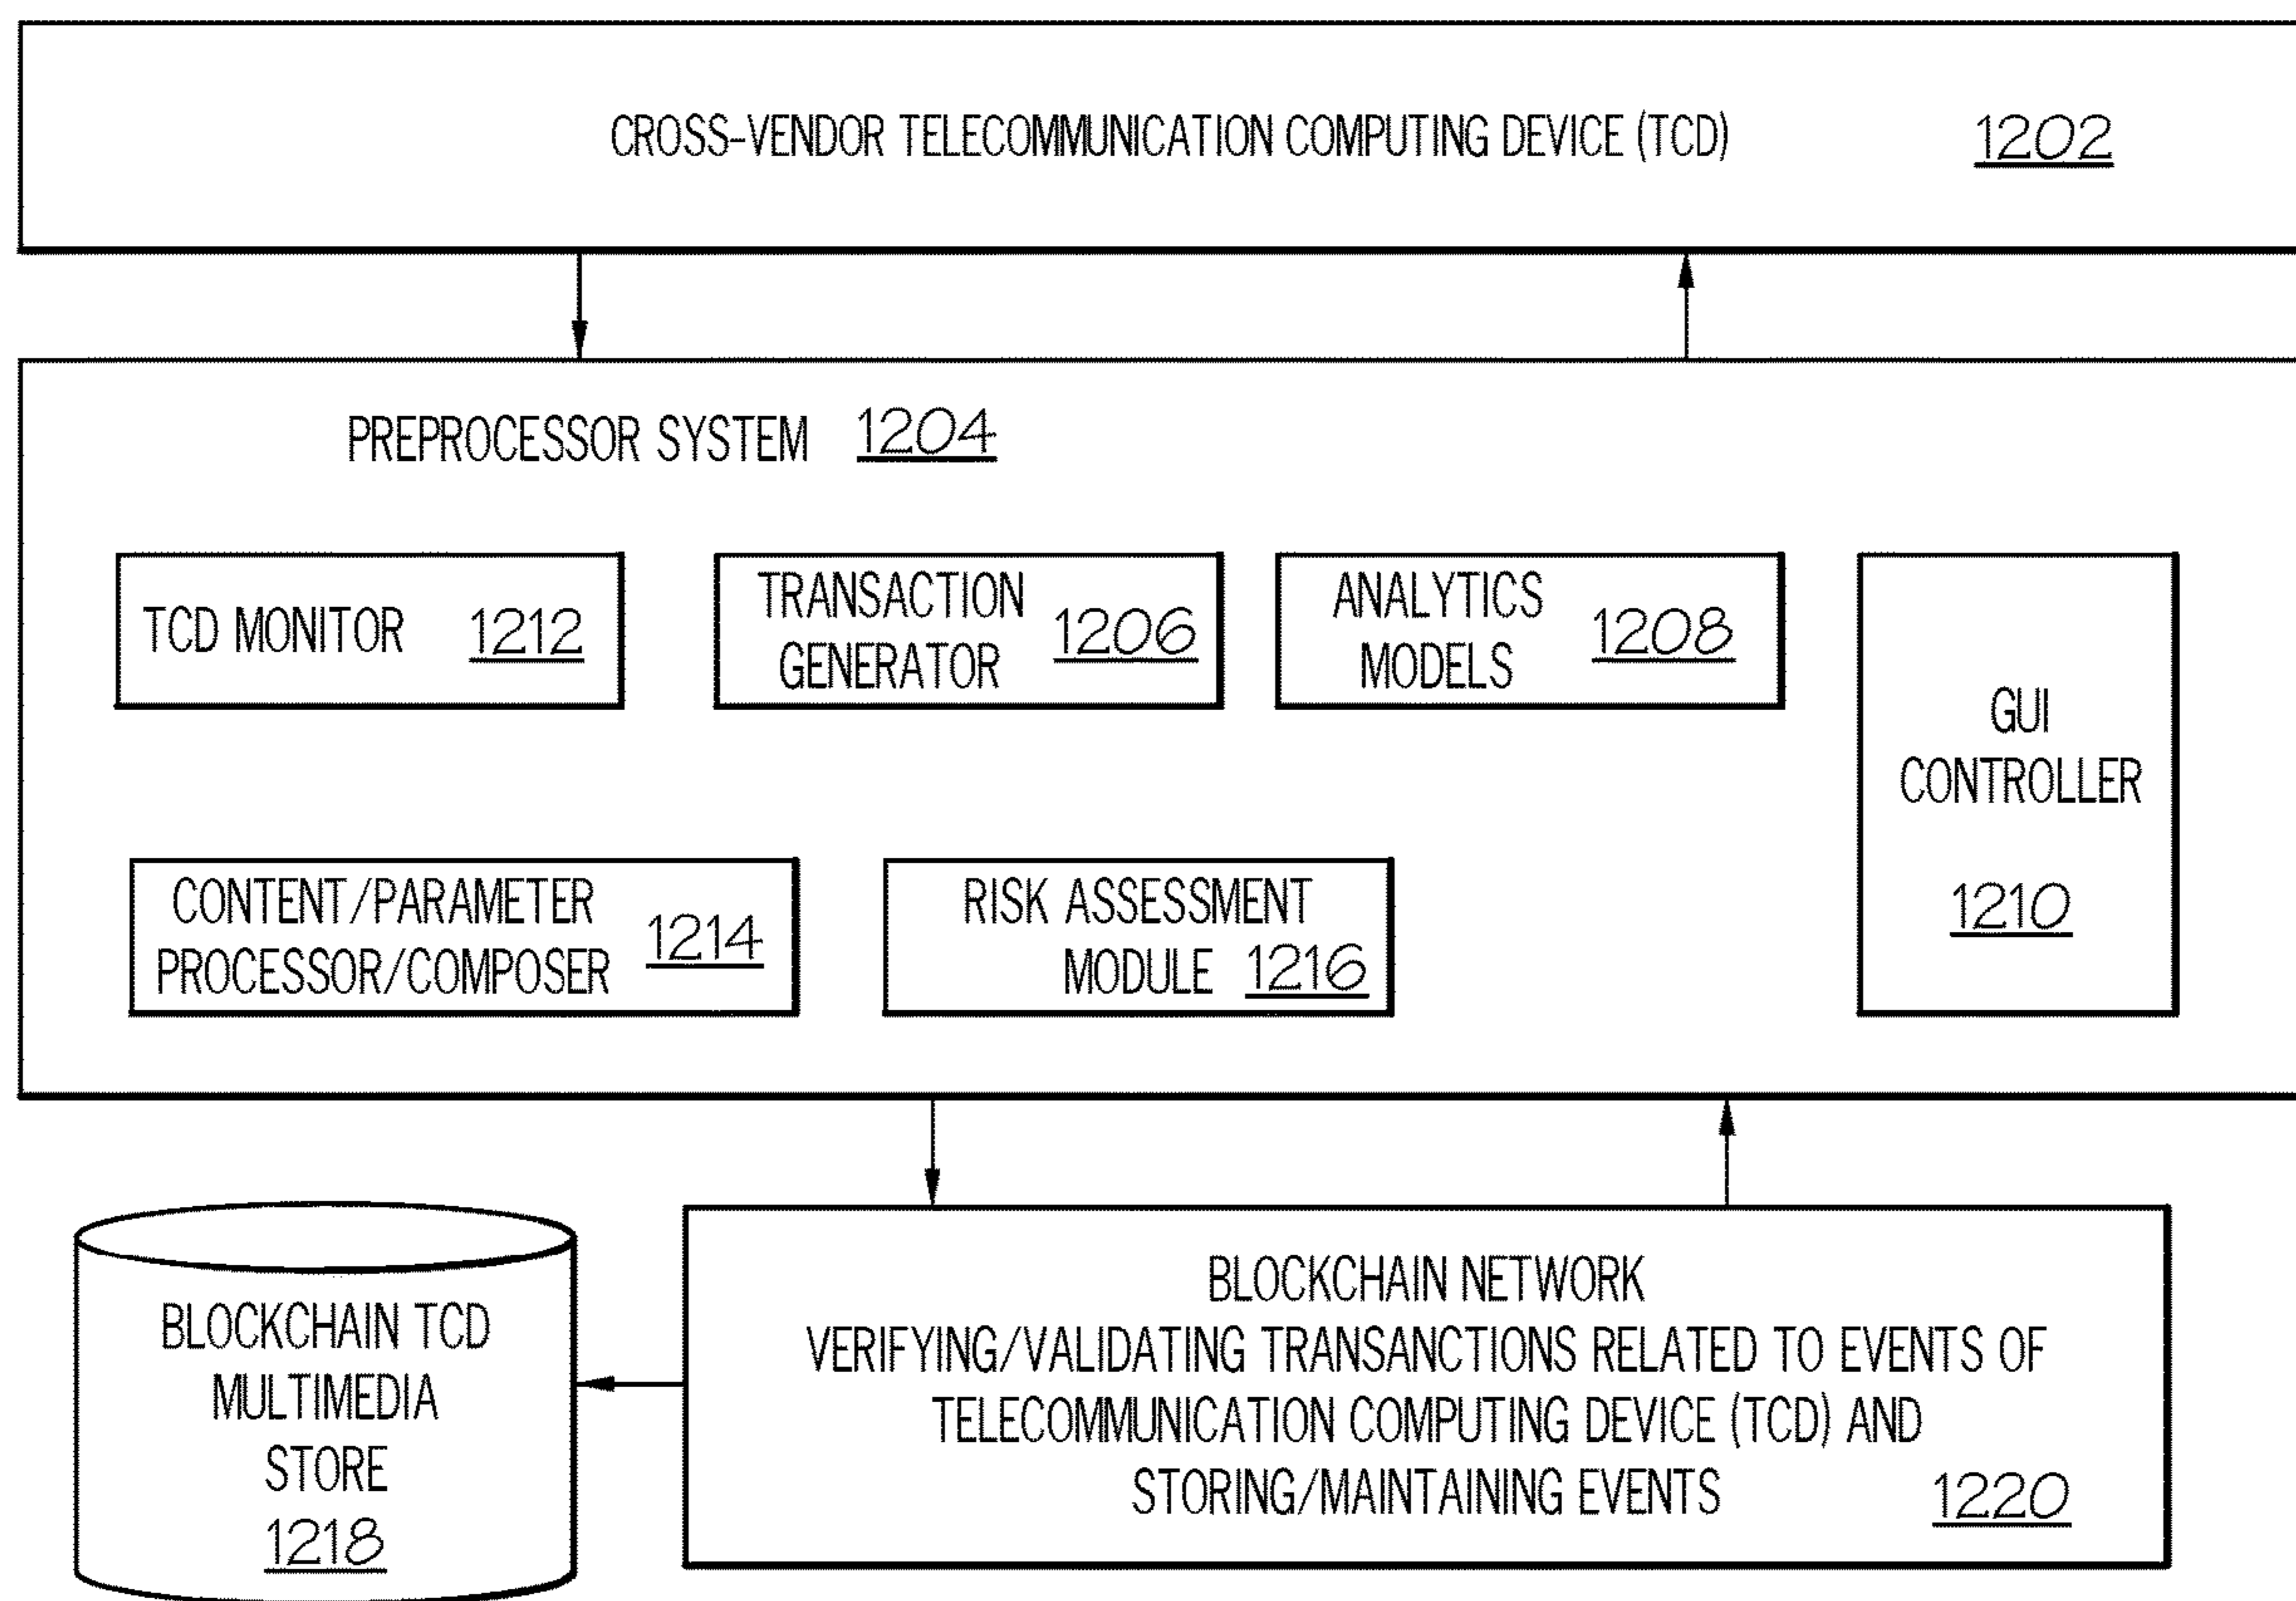 CROSS-VENDOR TELECOMMUNICATION COMPUTING DEVICE (TCD) 1202
PREPROCESSOR SYSTEM 1204
TCD MONITOR 1212
TRANSACTION
GENERATOR 1206
ANALYTICS
MODELS 1208
GUI
CONTROLLER
1210
CONTENT/PARAMETER
PROCESSOR/COMPOSER 1214
RISK ASSESSMENT
MODULE 1216
BLOCKCHAIN TCD
MULTIMEDIA
STORE
1218
BLOCKCHAIN NETWORK
VERIFYING/VALIDATING TRANSANCTIONS RELATED TO EVENTS OF
TELECOMMUNICATION COMPUTING DEVICE (TCD) AND
STORING/MAINTAINING EVENTS 1220